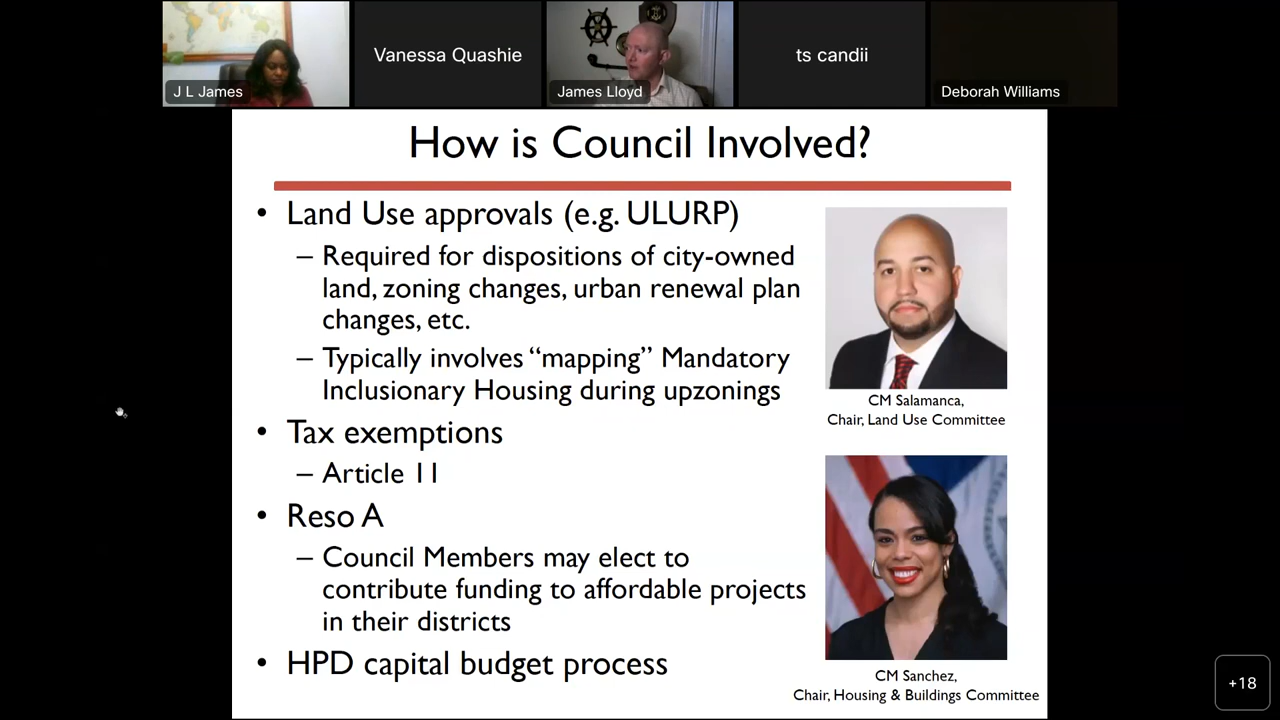 J L James
Vanessa Quashie
James Lloyd
ts candii
Deborah Williams
How is Council Involved?
• Land Use approvals (e.g. ULURP)
– Required for dispositions of city-owned
land, zoning changes, urban renewal plan
changes, etc.
– Typically involves “mapping” Mandatory
Inclusionary Housing during upzonings
• Tax exemptions
– Article 11
• Reso A
– Council Members may elect to
contribute funding to affordable projects
in their districts
• HPD capital budget process
CM Salamanca,
Chair, Land Use Committee
CM Sanchez,
Chair, Housing & Buildings Committee
+18